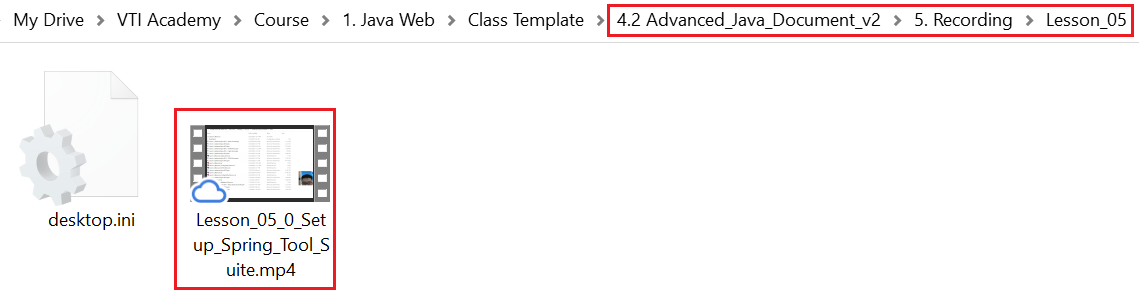 My Drive > VTI Academy > Course > 1. Java Web > Class Template > 4.2 Advanced_Java_Document_v2 > 5. Recording > Lesson_05
desktop.ini
Lesson_05_0_Set
up_Spring_Tool_S
uite.mp4